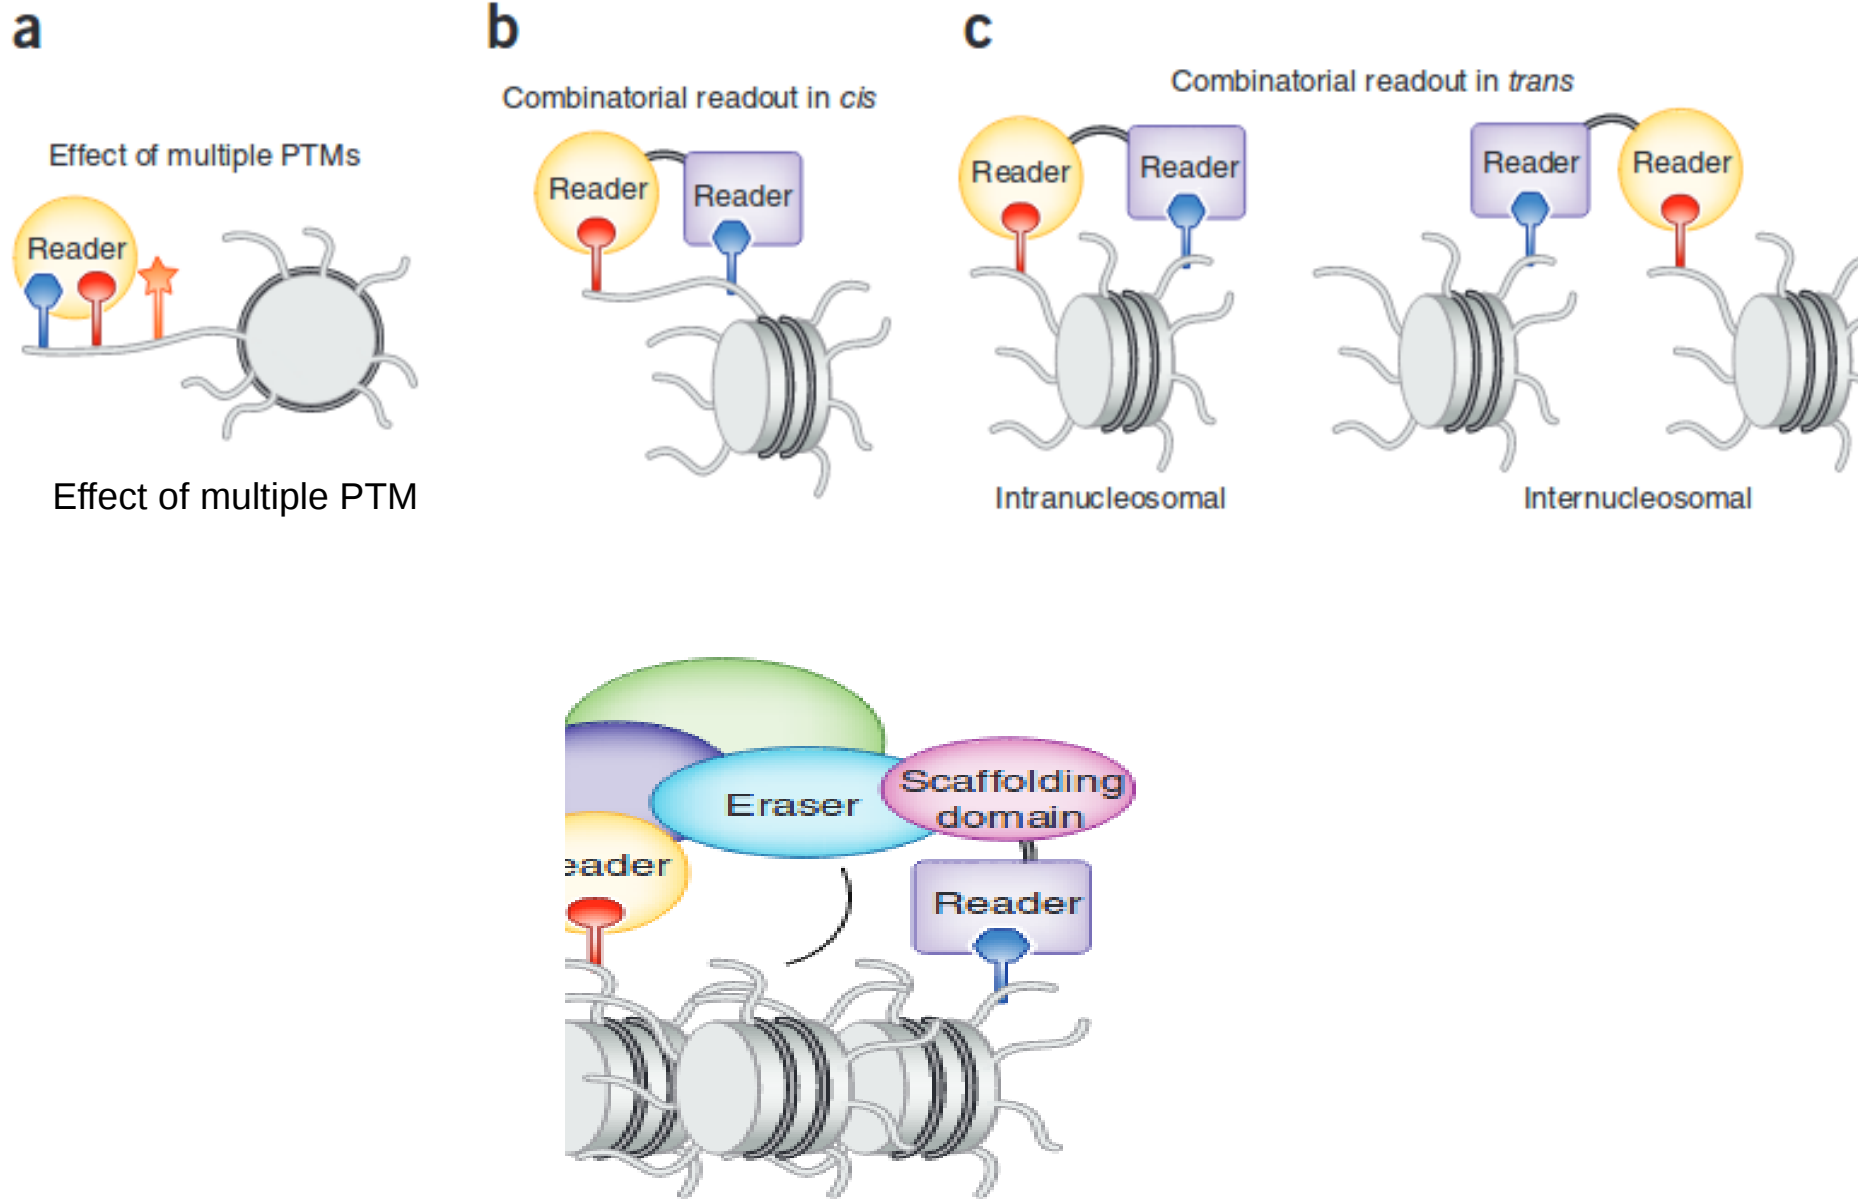 a
b
c
Effect of multiple PTMs
Reader
Effect of multiple PTM
Combinatorial readout in cis
Reader
Reader
Combinatorial readout in trans
Reader
Reader
Reader
Reader
Intranucleosomal
Internucleosomal
Eraser
Scaffolding
domain
eader
Reader